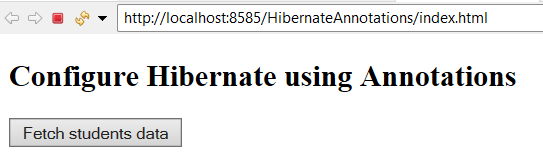 http://localhost:8585/HibernateAnnotations/index.html
Configure Hibernate using Annotations
Fetch students data